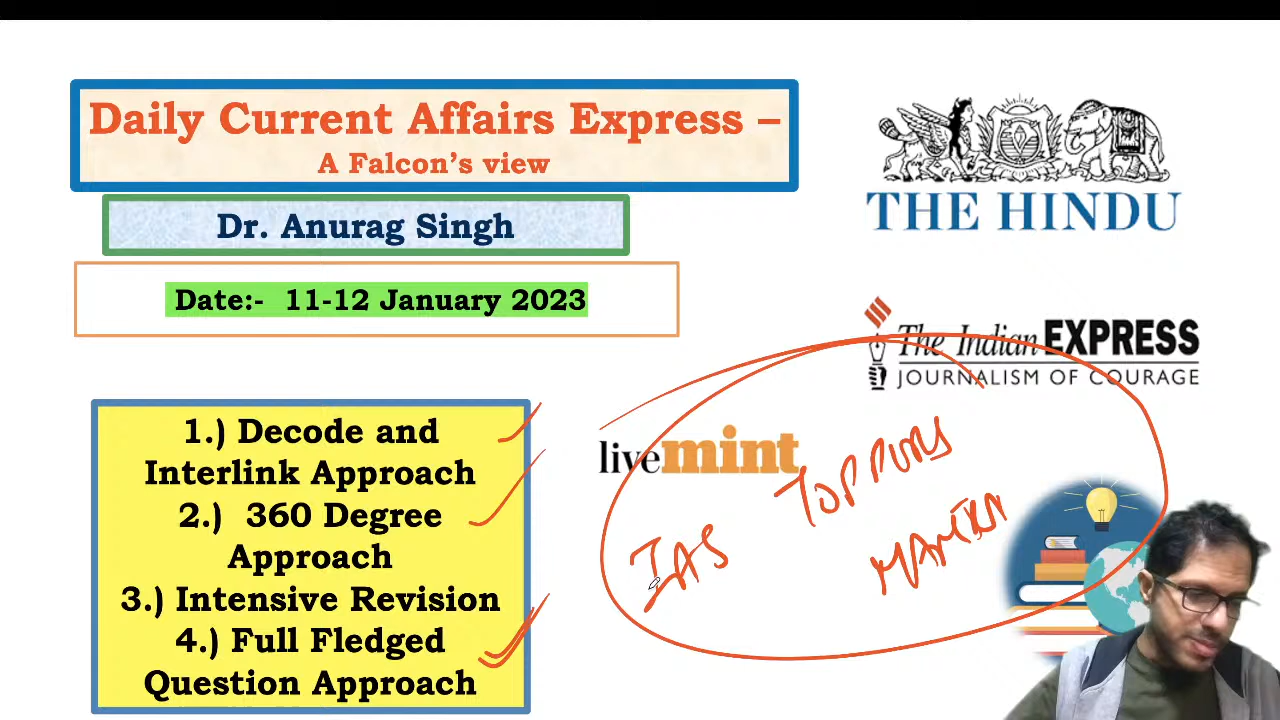 Daily Current Affairs Express –
A Falcon's view
Dr. Anurag Singh
Date:- 11-12 January 2023
THE HINDU
The Indian EXPRESS
JOURNALISM OF COURAGE
livemint
1.) Decode and
Interlink Approach
2.) 360 Degree
Approach
3.) Intensive Revision
4.) Full Fledged
Question Approach
IAS
MANTRA